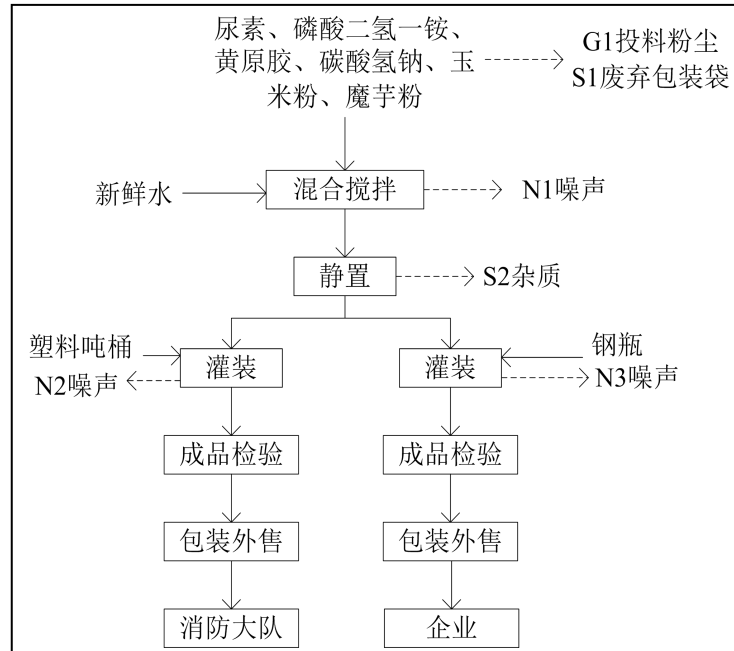 尿素、磷酸二氢一铵、
黄原胶、碳酸氢钠、玉
米粉、魔芋粉
G1投料粉尘
S1废弃包装袋
新鲜水
混合搅拌
N1噪声
静置
S2杂质
塑料吨桶
N2噪声
灌装
灌装
钢瓶
N3噪声
成品检验
成品检验
包装外售
包装外售
消防大队
企业